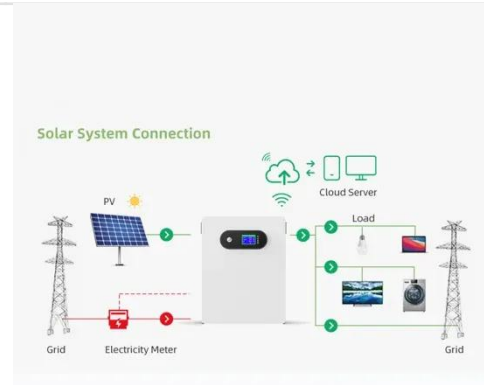 Solar System Connection
Cloud Server
PV
Load
Grid
Electricity Meter
Grid